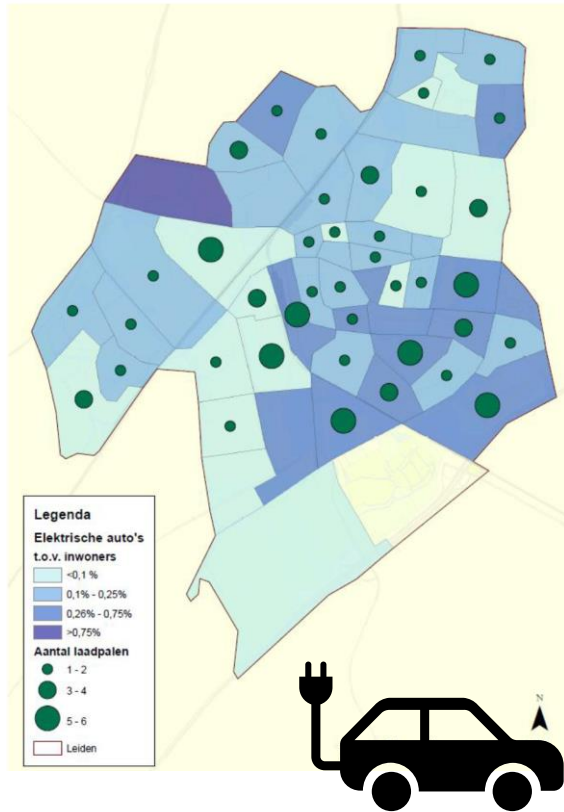 Legenda
Elektrische auto's
t.o.v. inwoners
<0,1 %
0,1% - 0,25%
0,26% - 0,75%
>0,75%
Aantal laadpalen
1 - 2
3 - 4
5 - 6
Leiden
N